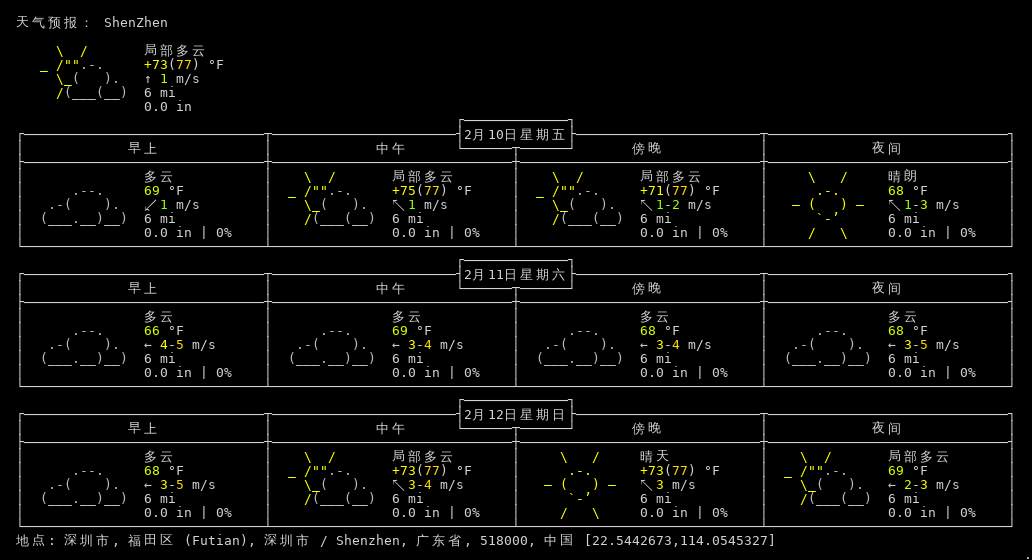 天气预报： ShenZhen
局部多云
+73(77) °F
↑ 1 m/s
6 mi
0.0 in
2月10日星期五
早上 中午 傍晚 夜间
多云 局部多云 局部多云 晴朗
69 °F +75(77) °F +71(77) °F 68 °F
↙ 1 m/s ↖ 1 m/s ↖ 1-2 m/s ↖ 1-3 m/s
6 mi 6 mi 6 mi 6 mi
0.0 in | 0% 0.0 in | 0% 0.0 in | 0% 0.0 in | 0%
2月11日星期六
早上 中午 傍晚 夜间
多云 多云 多云 多云
66 °F 69 °F 68 °F 68 °F
← 4-5 m/s ← 3-4 m/s ← 3-4 m/s ← 3-5 m/s
6 mi 6 mi 6 mi 6 mi
0.0 in | 0% 0.0 in | 0% 0.0 in | 0% 0.0 in | 0%
2月12日星期日
早上 中午 傍晚 夜间
多云 局部多云 晴天 局部多云
68 °F +73(77) °F +73(77) °F 69 °F
← 3-5 m/s ↖ 3-4 m/s ↖ 3 m/s ← 2-3 m/s
6 mi 6 mi 6 mi 6 mi
0.0 in | 0% 0.0 in | 0% 0.0 in | 0% 0.0 in | 0%
地点: 深圳市, 福田区 (Futian), 深圳市 / Shenzhen, 广东省, 518000, 中国 [22.5442673,114.0545327]